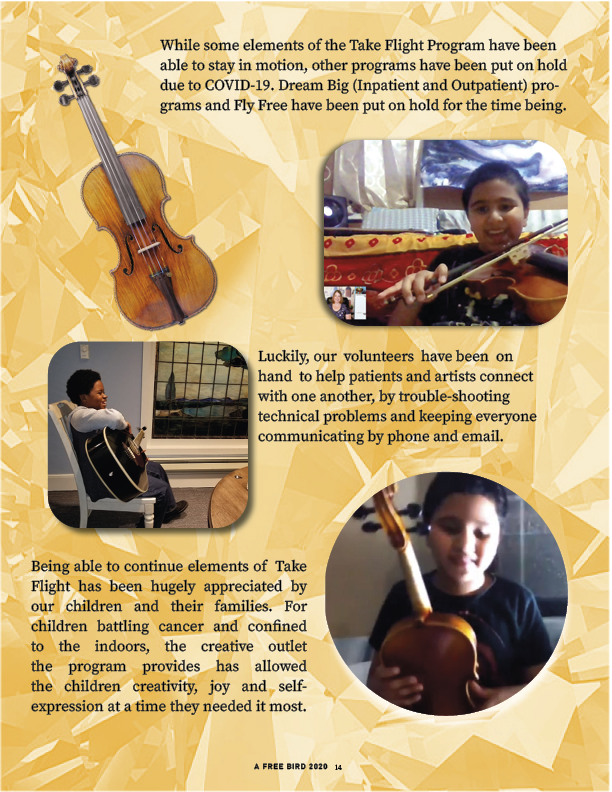 While some elements of the Take Flight Program have been
able to stay in motion, other programs have been put on hold
due to COVID-19. Dream Big (Inpatient and Outpatient) pro-
grams and Fly Free have been put on hold for the time being.
Luckily, our volunteers have been on
hand to help patients and artists connect
with one another, by trouble-shooting
technical problems and keeping everyone
communicating by phone and email.
Being able to continue elements of Take
Flight has been hugely appreciated by
our children and their families. For
children battling cancer and confined
to the indoors, the creative outlet
the program provides has allowed
the children creativity, joy and self-
expression at a time they needed it most.
A FREE BIRD 2020 14